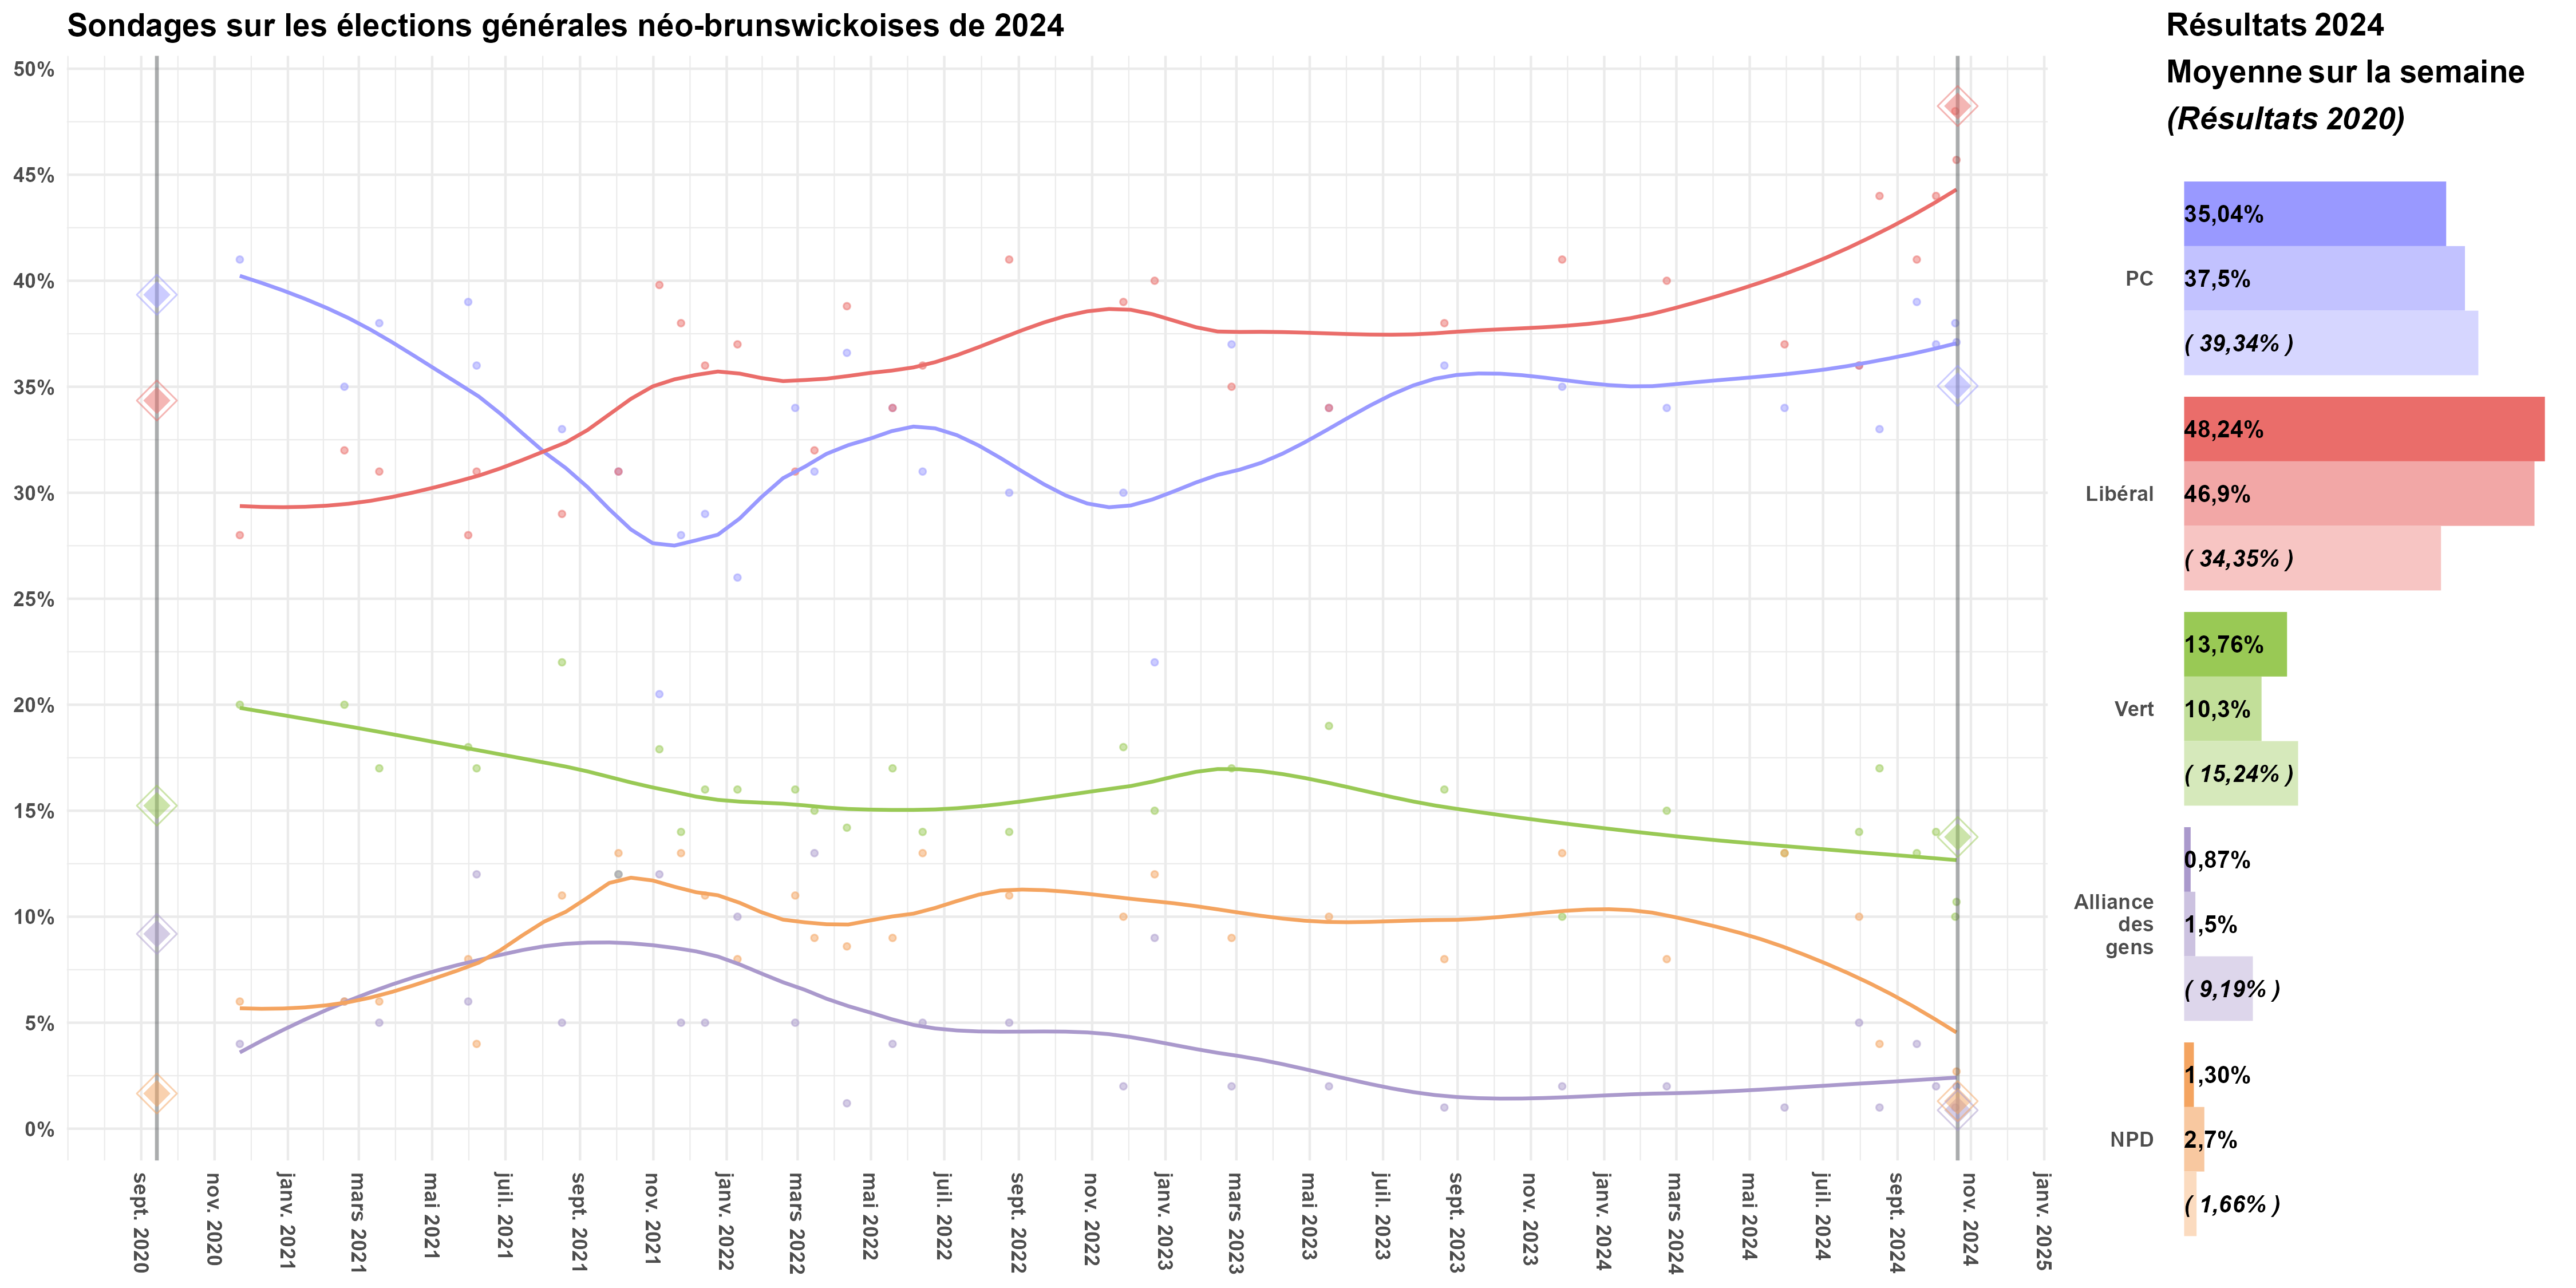 Sondages sur les élections générales néo-brunswickoises de 2024
50%
45%
40%
35%
30%
25%
20%
15%
10%
5%
0%
sept. 2020
nov. 2020
janv. 2021
mars 2021
mai 2021
juil. 2021
sept. 2021
nov. 2021
janv. 2022
mars 2022
mai 2022
juil. 2022
sept. 2022
nov. 2022
janv. 2023
mars 2023
mai 2023
juil. 2023
sept. 2023
nov. 2023
janv. 2024
mars 2024
mai 2024
juil. 2024
sept. 2024
nov. 2024
janv. 2025
Résultats 2024
Moyenne sur la semaine
(Résultats 2020)
PC
35,04%
37,5%
( 39,34% )
Libéral
48,24%
46,9%
( 34,35% )
Vert
13,76%
10,3%
( 15,24% )
Alliance
des
gens
0,87%
1,5%
( 9,19% )
NPD
1,30%
2,7%
( 1,66% )